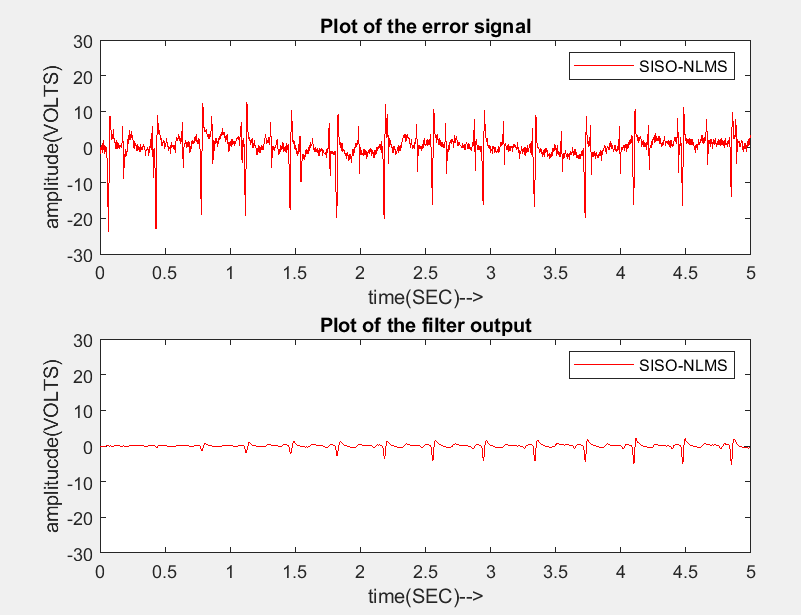 Plot of the error signal
SISO-NLMS
amplitude(VOLTS)
30
20
10
0
-10
-20
-30
0 0.5 1 1.5 2 2.5 3 3.5 4 4.5 5
time(SEC)-->
Plot of the filter output
SISO-NLMS
amplitucde(VOLTS)
30
20
10
0
-10
-20
-30
0 0.5 1 1.5 2 2.5 3 3.5 4 4.5 5
time(SEC)-->